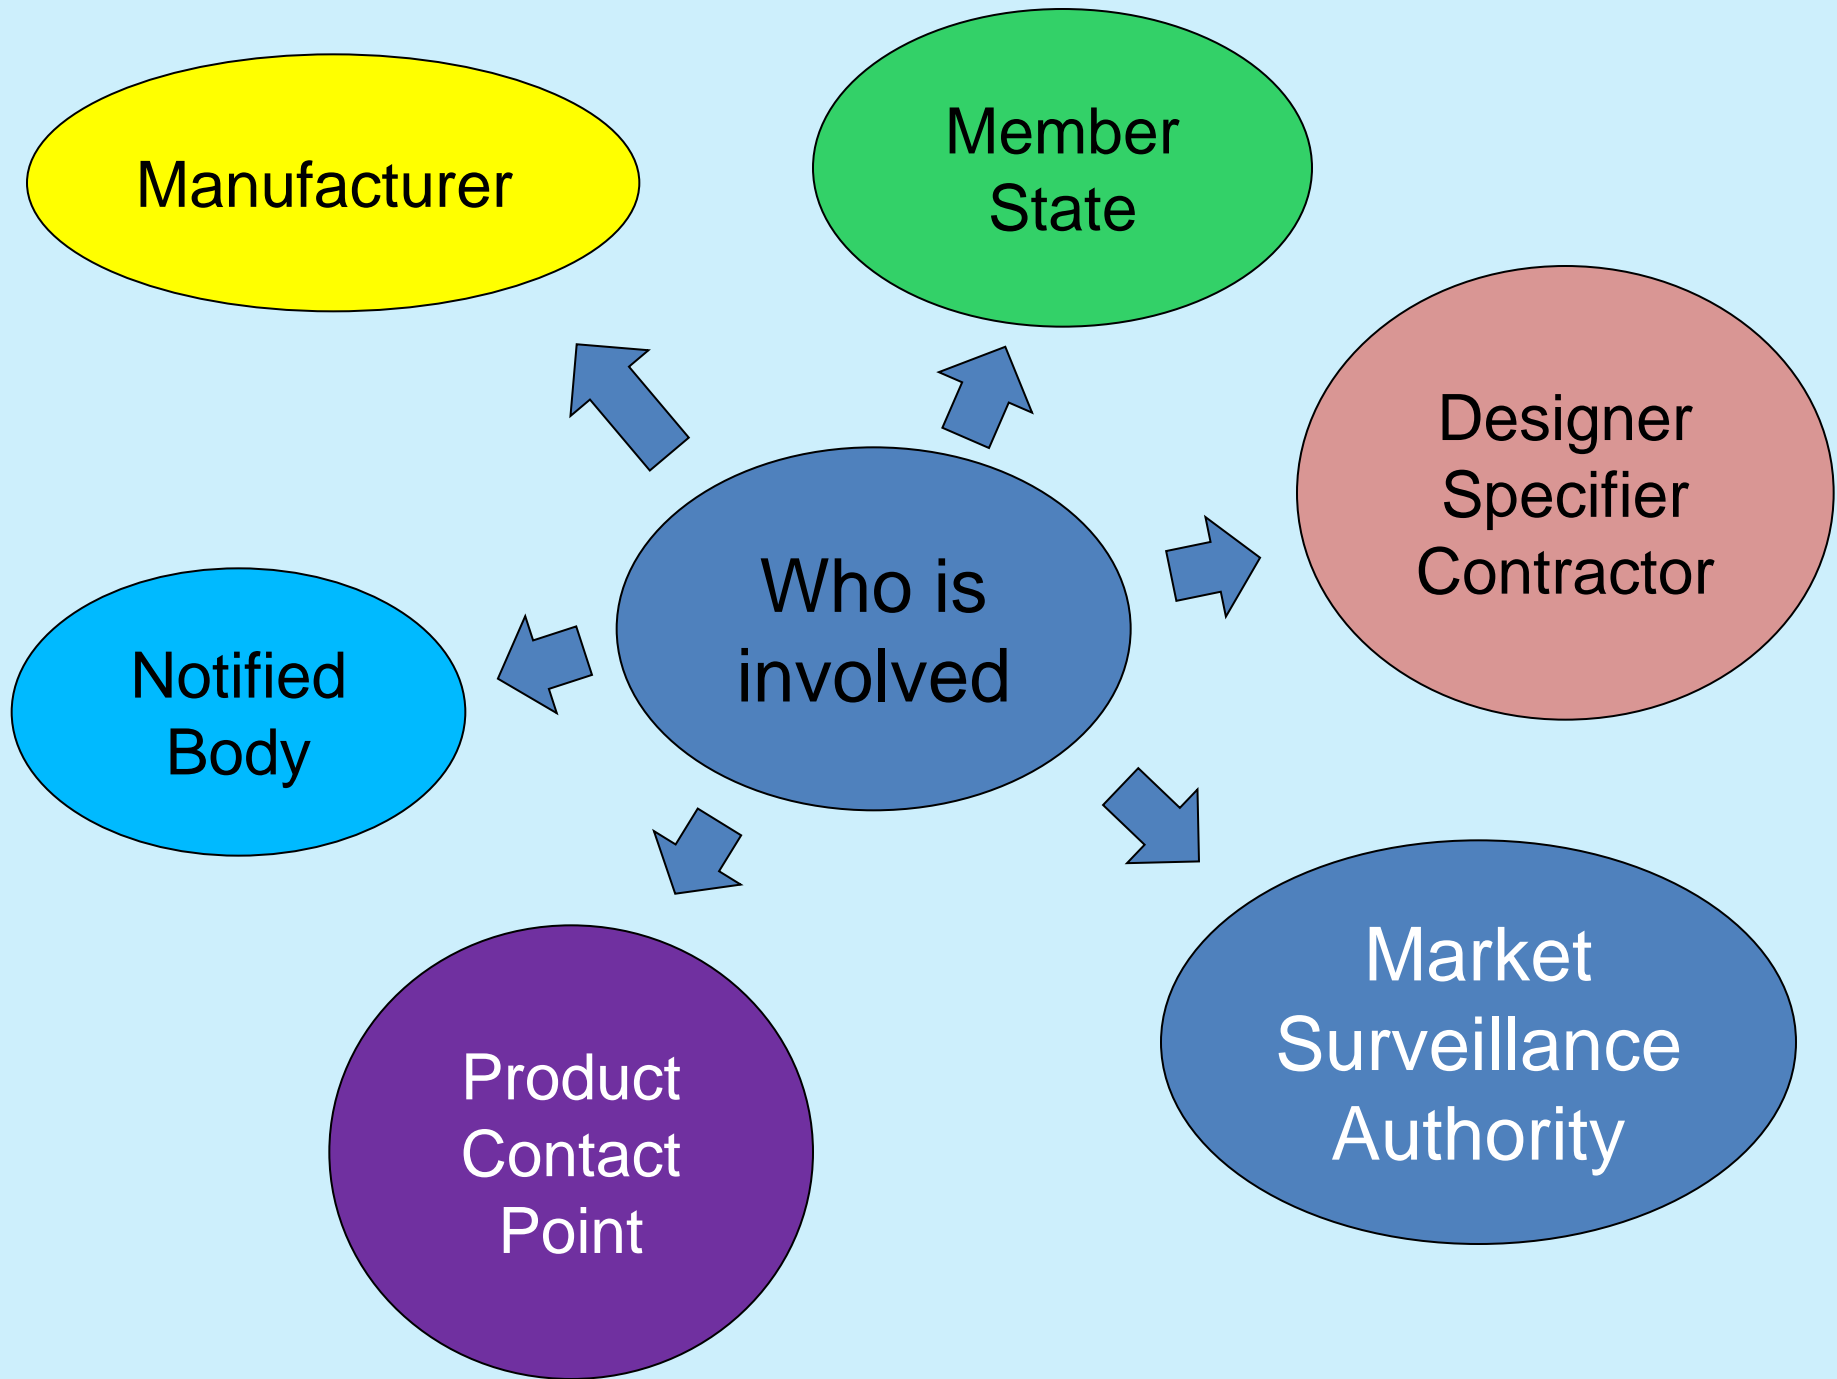 Manufacturer
Member
State
Designer
Specifier
Contractor
Who is
involved
Notified
Body
Market
Surveillance
Authority
Product
Contact
Point